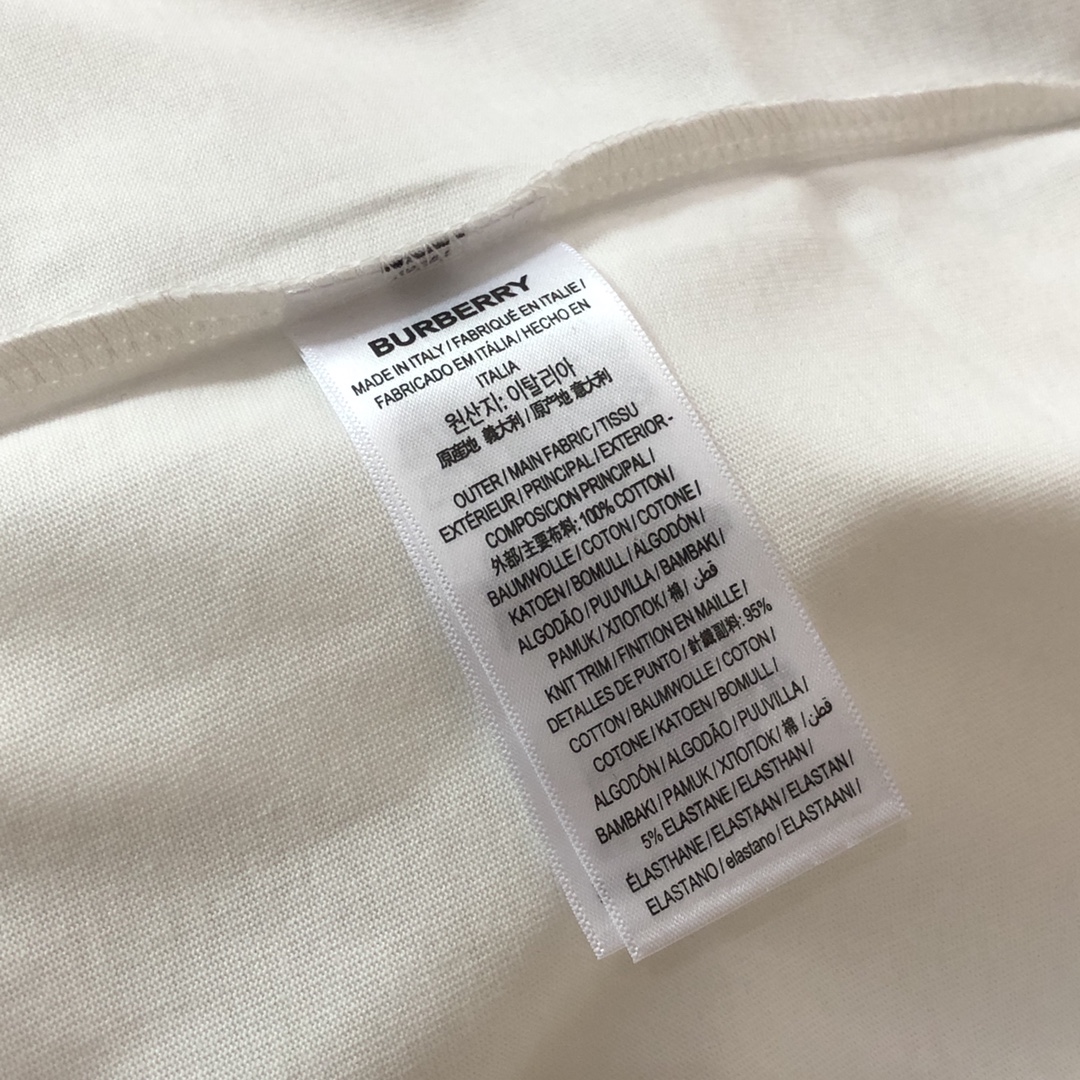 BURBERRY
MADE IN ITALY / FABRIQUÉ EN ITALIE /
FABRICADO EM ITÁLIA / HECHO EN
ITALIA
원산지: 이탈리아
原産地 義大利 / 原产地 意大利
OUTER / MAIN FABRIC / TISSU
EXTÉRIEUR / PRINCIPAL / EXTERIOR -
COMPOSICION PRINCIPAL /
外部/主要布料: 100% COTTON /
BAUMWOLLE / COTON / COTONE /
KATOEN / BOMULL / ALGODÓN /
ALGODÃO / PUUVILLA / BAMBAKI /
PAMUK / ХЛОПОК / 棉 / قطن
KNIT TRIM / FINITION EN MAILLE /
DETALLES DE PUNTO / 針織副料: 95%
COTTON / BAUMWOLLE / COTON /
COTONE / KATOEN / BOMULL /
ALGODÓN / ALGODÃO / PUUVILLA /
BAMBAKI / PAMUK / ХЛОПОК / 棉 / قطن
5% ELASTANE / ELASTHAN /
ÉLASTHANE / ELASTAAN / ELASTAN /
ELASTANO / elastano / ELASTAANI /